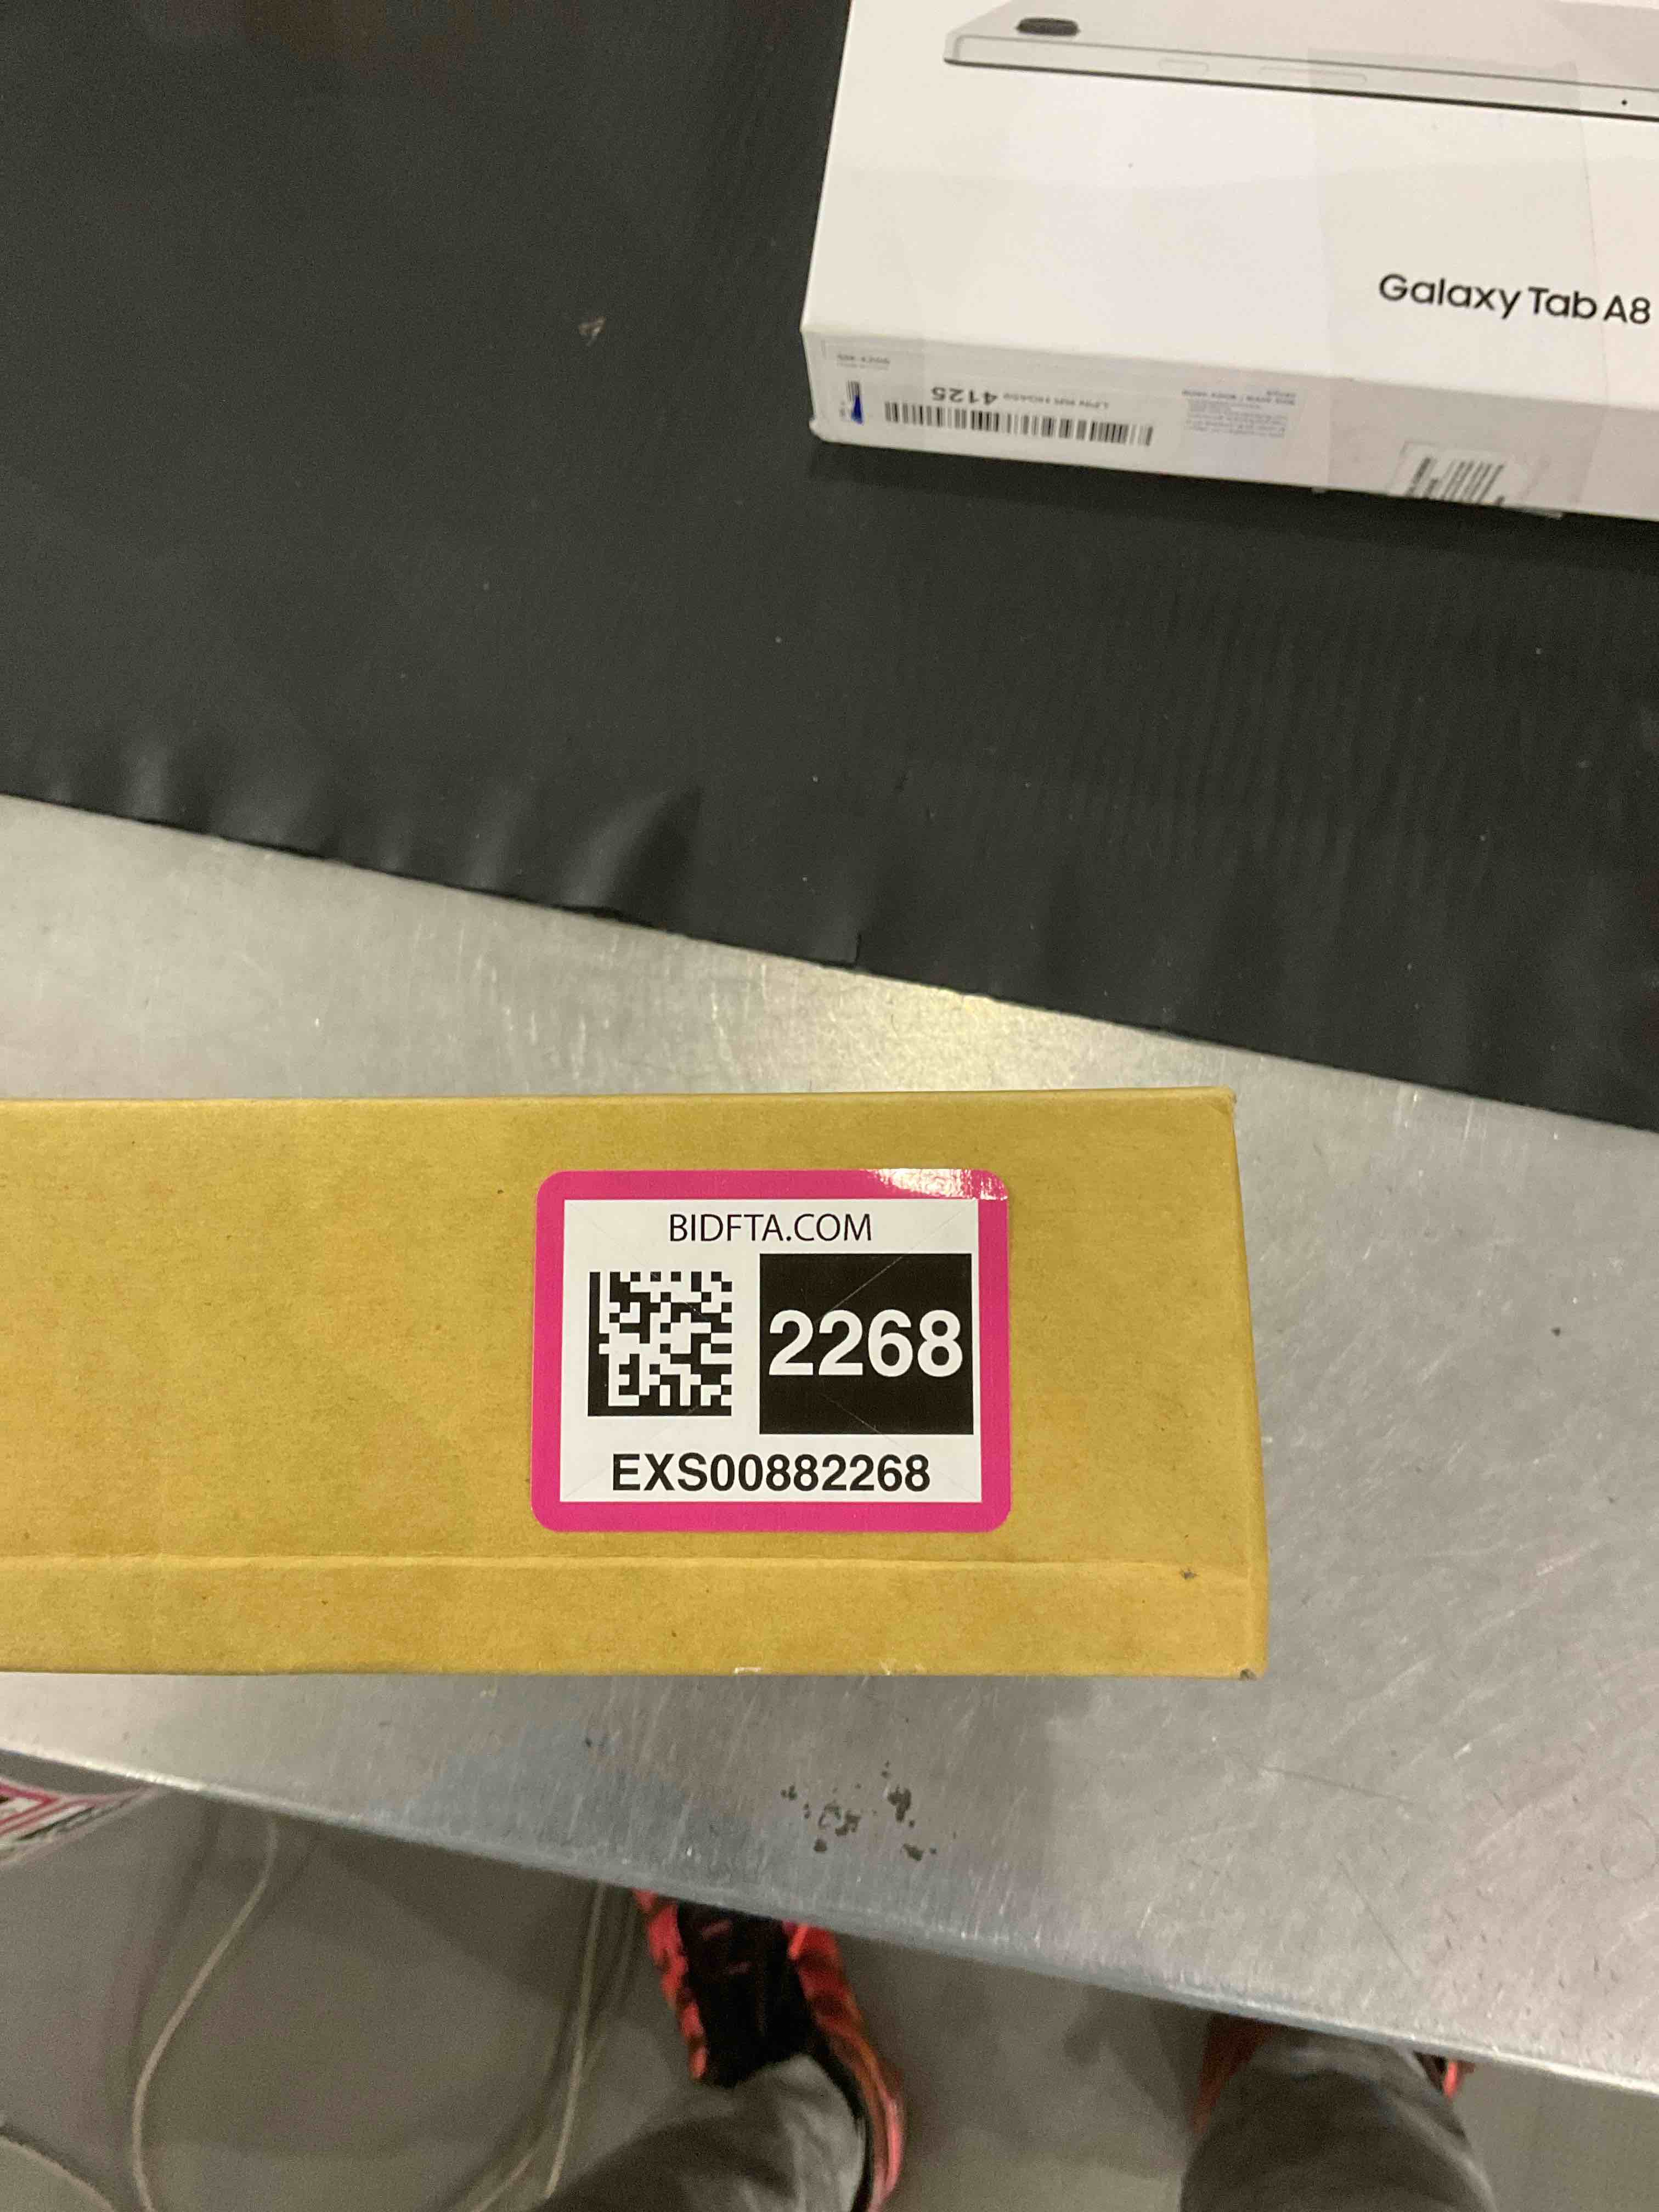 Galaxy Tab A8
4125
BIDFTA.COM
2268
EXS00882268